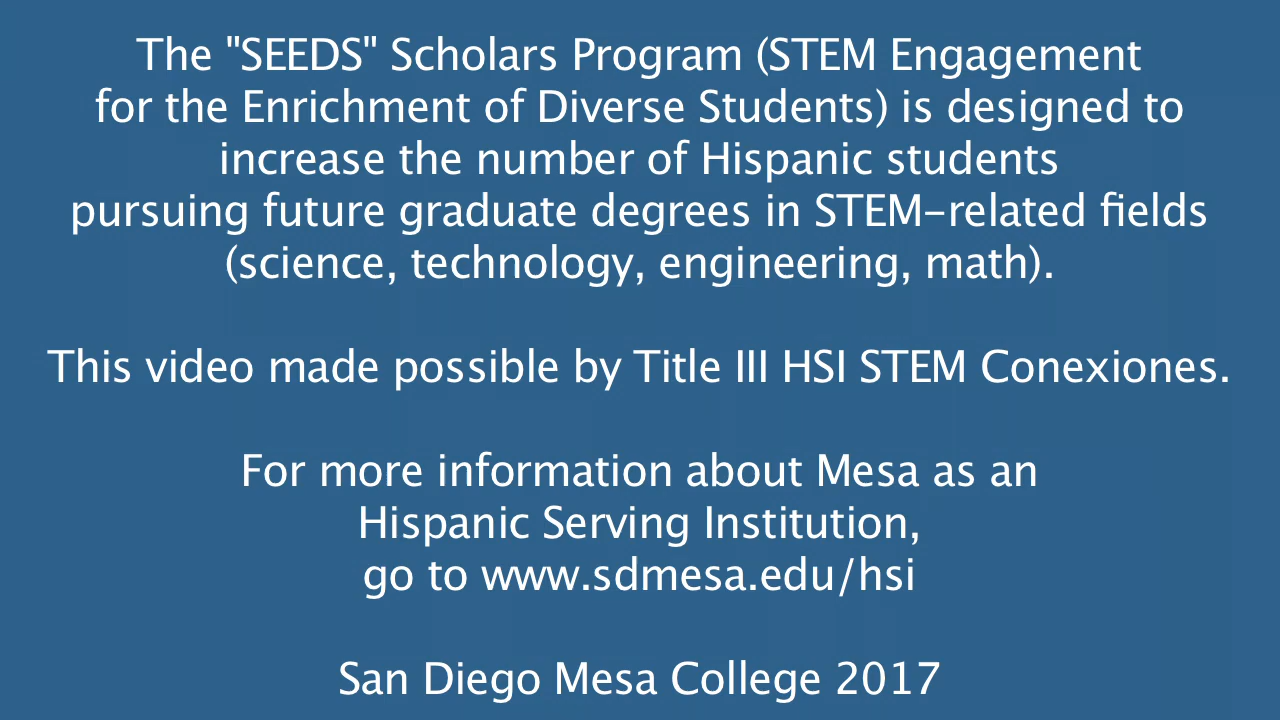 The "SEEDS" Scholars Program (STEM Engagement
for the Enrichment of Diverse Students) is designed to
increase the number of Hispanic students
pursuing future graduate degrees in STEM-related fields
(science, technology, engineering, math).
This video made possible by Title III HSI STEM Conexiones.
For more information about Mesa as an
Hispanic Serving Institution,
go to www.sdmesa.edu/hsi
San Diego Mesa College 2017